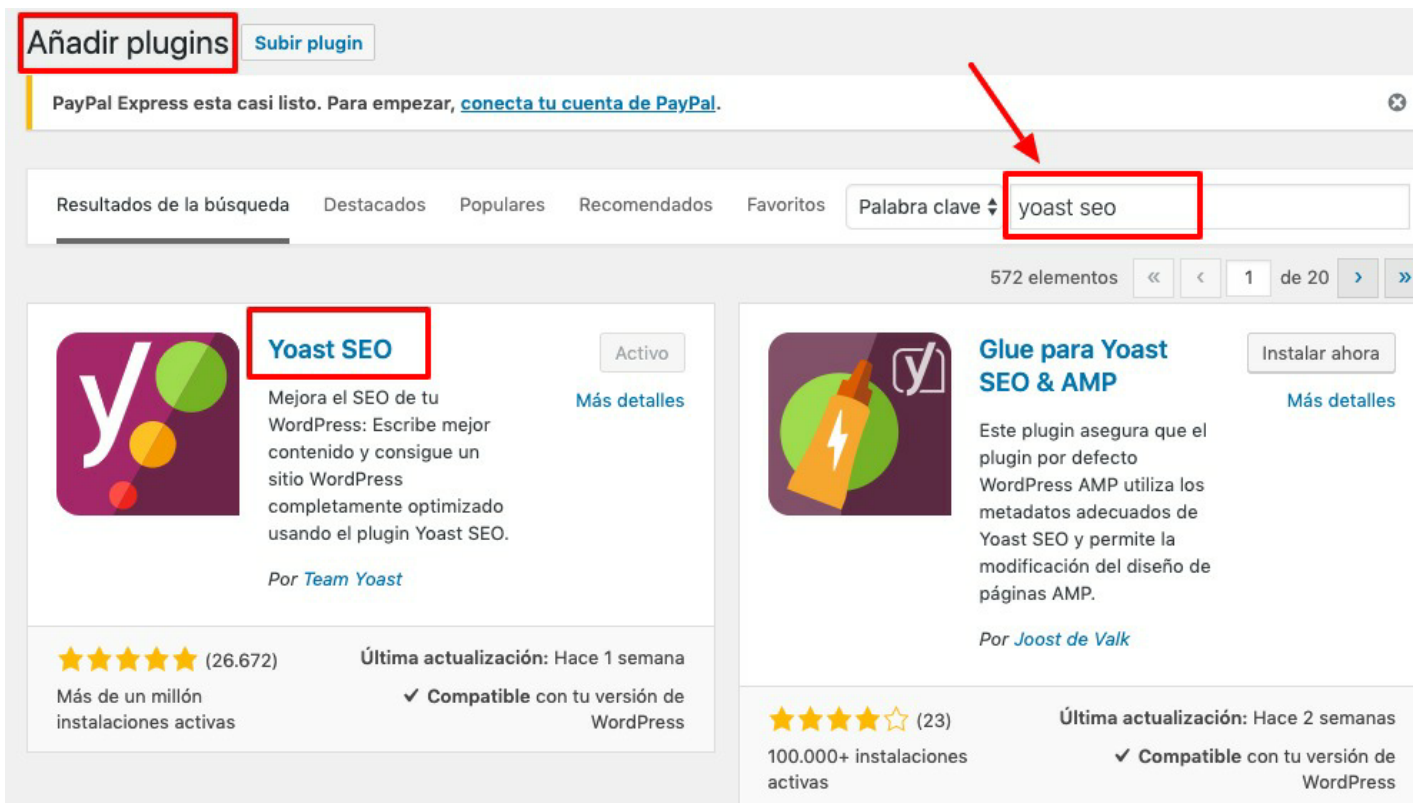 Añadir plugins Subir plugin
PayPal Express esta casi listo. Para empezar, conecta tu cuenta de PayPal.
Resultados de la búsqueda Destacados Populares Recomendados Favoritos Palabra clave yoast seo
572 elementos « ‹ 1 de 20 › »
Yoast SEO
Activo
Más detalles
Mejora el SEO de tu
WordPress: Escribe mejor
contenido y consigue un
sitio WordPress
completamente optimizado
usando el plugin Yoast SEO.
Por Team Yoast
(26.672)
Última actualización: Hace 1 semana
Más de un millón
instalaciones activas
✓ Compatible con tu versión de
WordPress
Glue para Yoast
SEO & AMP
Instalar ahora
Más detalles
Este plugin asegura que el
plugin por defecto
WordPress AMP utiliza los
metadatos adecuados de
Yoast SEO y permite la
modificación del diseño de
páginas AMP.
Por Joost de Valk
(23)
Última actualización: Hace 2 semanas
100.000+ instalaciones
activas
✓ Compatible con tu versión de
WordPress